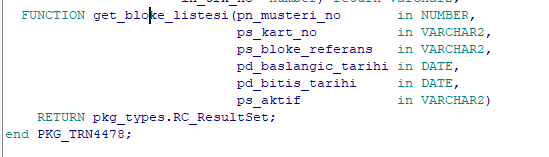 FUNCTION get_bloke_listesi(pn_musteri_no in NUMBER,
ps_kart_no in VARCHAR2,
ps_bloke_referans in VARCHAR2,
pd_baslangic_tarihi in DATE,
pd_bitis_tarihi in DATE,
ps_aktif in VARCHAR2)
RETURN pkg_types.RC_ResultSet;
end PKG_TRN4478;